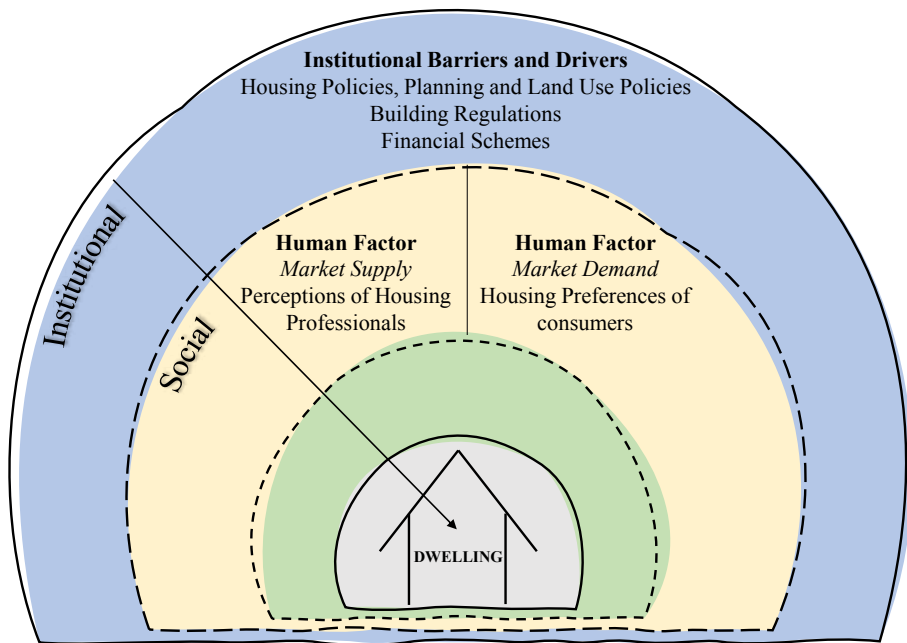 Institutional Barriers and Drivers
Housing Policies, Planning and Land Use Policies
Building Regulations
Financial Schemes
Institutional
Social
Human Factor
Market Supply
Perceptions of Housing
Professionals
Human Factor
Market Demand
Housing Preferences of
consumers
DWELLING